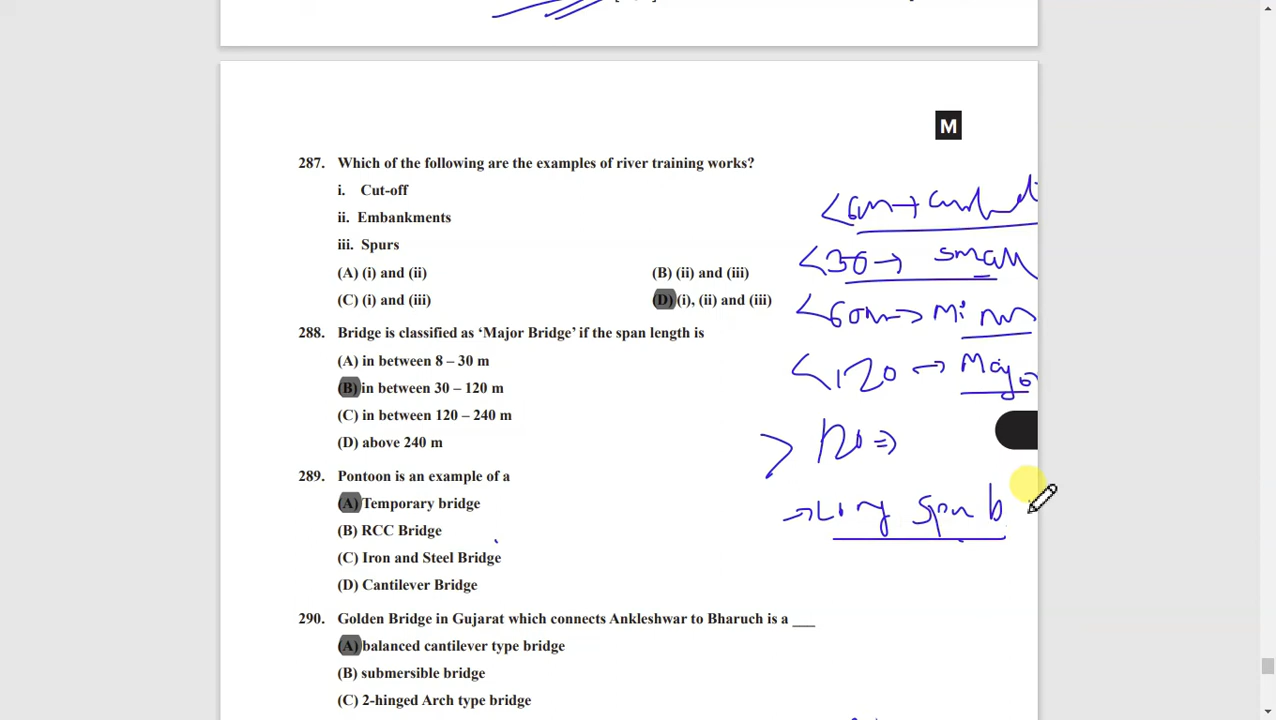 M
287. Which of the following are the examples of river training works?
i. Cut-off
ii. Embankments
iii. Spurs
(A) (i) and (ii) (B) (ii) and (iii)
(C) (i) and (iii) (D) (i), (ii) and (iii)
288. Bridge is classified as ‘Major Bridge’ if the span length is
(A) in between 8 – 30 m
(B) in between 30 – 120 m
(C) in between 120 – 240 m
(D) above 240 m
289. Pontoon is an example of a
(A) Temporary bridge
(B) RCC Bridge
(C) Iron and Steel Bridge
(D) Cantilever Bridge
290. Golden Bridge in Gujarat which connects Ankleshwar to Bharuch is a ___
(A) balanced cantilever type bridge
(B) submersible bridge
(C) 2-hinged Arch type bridge
<6m→
<30→ small
<60m→
<120→ Majo
>120⇒
→Long span b